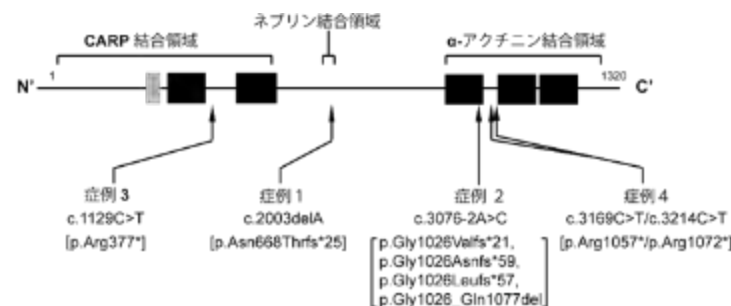 ネブリン結合領域
CARP 結合領域
α-アクチニン結合領域
N' 1 1320 C'
症例 3 症例 1 症例 2 症例 4
c.1129C>T c.2003delA c.3076-2A>C c.3169C>T/c.3214C>T
[p.Arg377*] [p.Asn668Thrfs*25] p.Gly1026Valfs*21, [p.Arg1057*/p.Arg1072*]
p.Gly1026Asnfs*59,
p.Gly1026Leufs*57,
p.Gly1026_Gln1077del